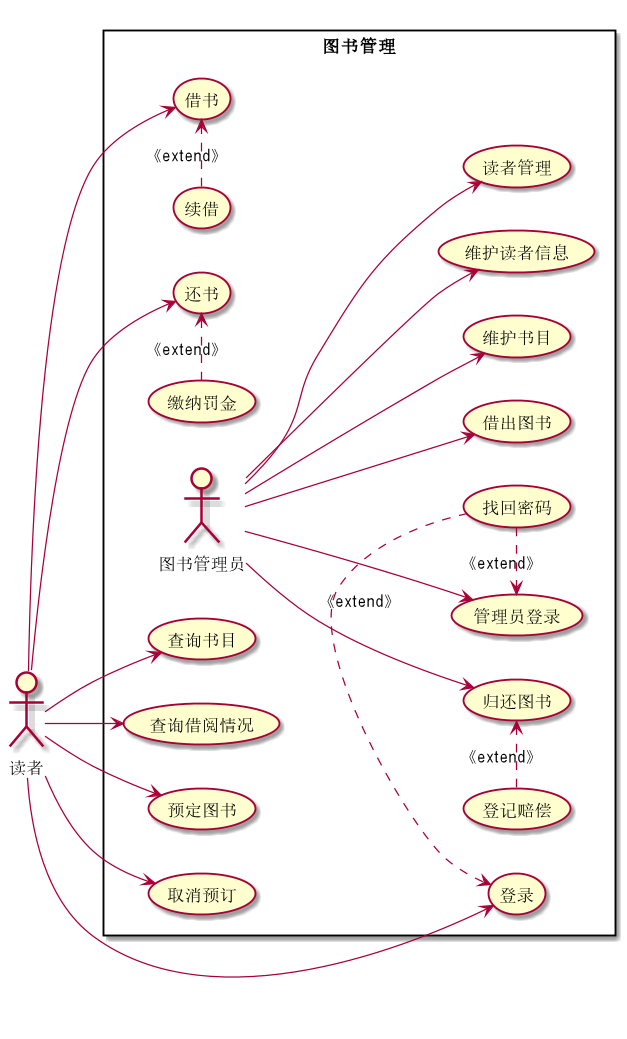 图书管理
借书
《extend》
续借
还书
《extend》
缴纳罚金
读者管理
维护读者信息
维护书目
借出图书
找回密码
《extend》
管理员登录
图书管理员
《extend》
查询书目
查询借阅情况
预定图书
取消预订
读者
归还图书
《extend》
登记赔偿
登录